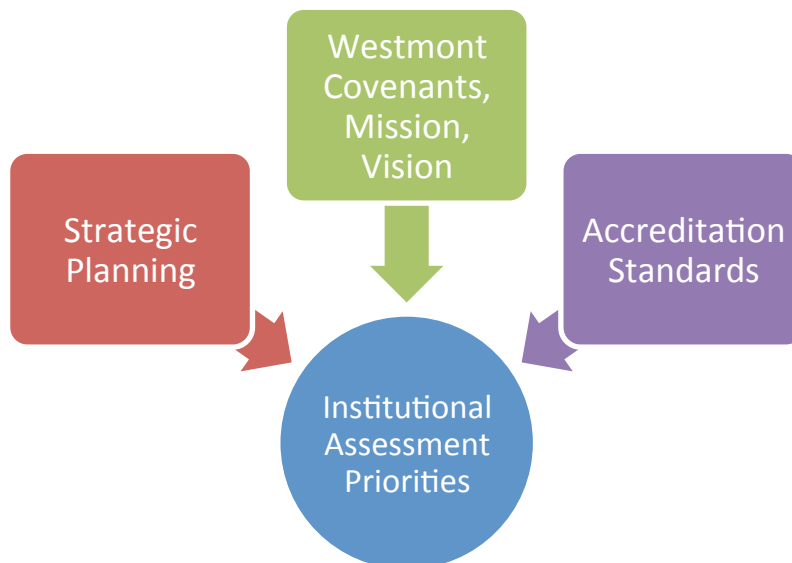 Westmont
Covenants,
Mission,
Vision
Strategic
Planning
Accreditation
Standards
Institutional
Assessment
Priorities